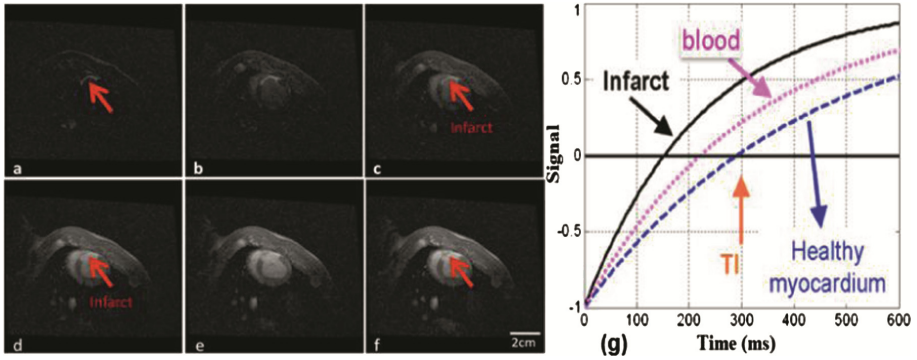 a
b
c
Infarct
d
Infarct
e
f
2cm
1
0.5
0
-0.5
-1
Signal
blood
Infarct
TI
Healthy
myocardium
0
100
200
300
400
500
600
(g)
Time (ms)